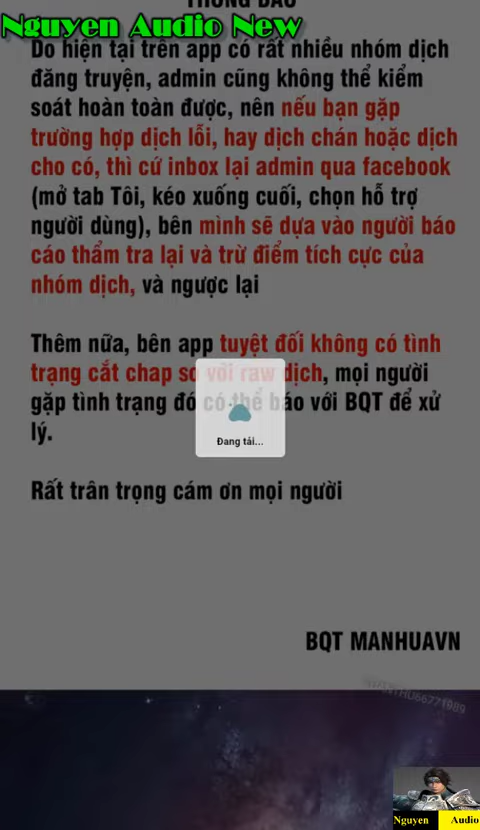 THÔNG BÁO
Nguyen Audio New
Do hiện tại trên app có rất nhiều nhóm dịch
đăng truyện, admin cũng không thể kiểm
soát hoàn toàn được, nên nếu bạn gặp
trường hợp dịch lỗi, hay dịch chán hoặc dịch
cho có, thì cứ inbox lại admin qua facebook
(mở tab Tôi, kéo xuống cuối, chọn hỗ trợ
người dùng), bên mình sẽ dựa vào người báo
cáo thẩm tra lại và trừ điểm tích cực của
nhóm dịch, và ngược lại
Thêm nữa, bên app tuyệt đối không có tình
trạng cắt chap so với raw dịch, mọi người
gặp tình trạng đó có thể báo với BQT để xử
lý.
Đang tải...
Rất trân trọng cám ơn mọi người
BQT MANHUAVN
Nguyen Audio